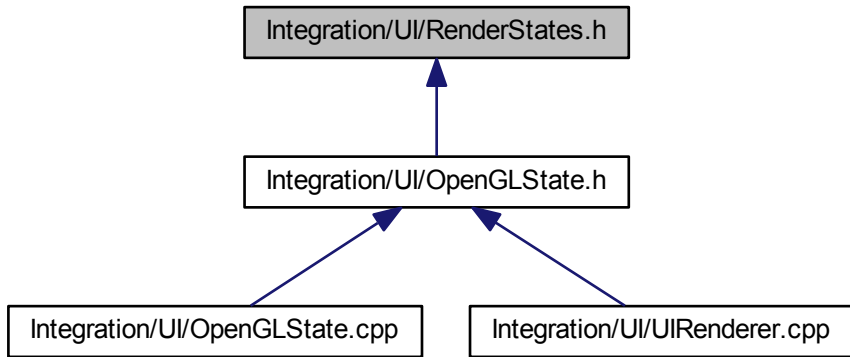 Integration/UI/RenderStates.h
Integration/UI/OpenGLState.h
Integration/UI/OpenGLState.cpp
Integration/UI/UIRenderer.cpp